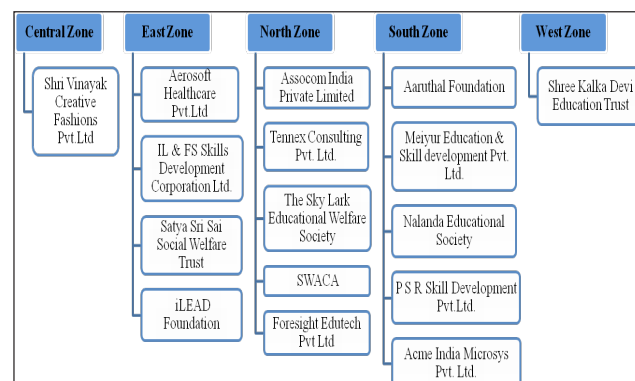 Central Zone
Shri Vinayak
Creative
Fashions
Pvt.Ltd
East Zone
Aerosoft
Healthcare
Pvt.Ltd
IL & FS Skills
Development
Corporation Ltd.
Satya Sri Sai
Social Welfare
Trust
iLEAD
Foundation
North Zone
Assocom India
Private Limited
Tennex Consulting
Pvt. Ltd.
The Sky Lark
Educational Welfare
Society
SWACA
Foresight Edutech
Pvt Ltd
South Zone
Aaruthal Foundation
Meiyur Education &
Skill development Pvt.
Ltd.
Nalanda Educational
Society
P S R Skill Development
Pvt.Ltd.
Acme India Microsys
Pvt. Ltd.
West Zone
Shree Kalka Devi
Education Trust